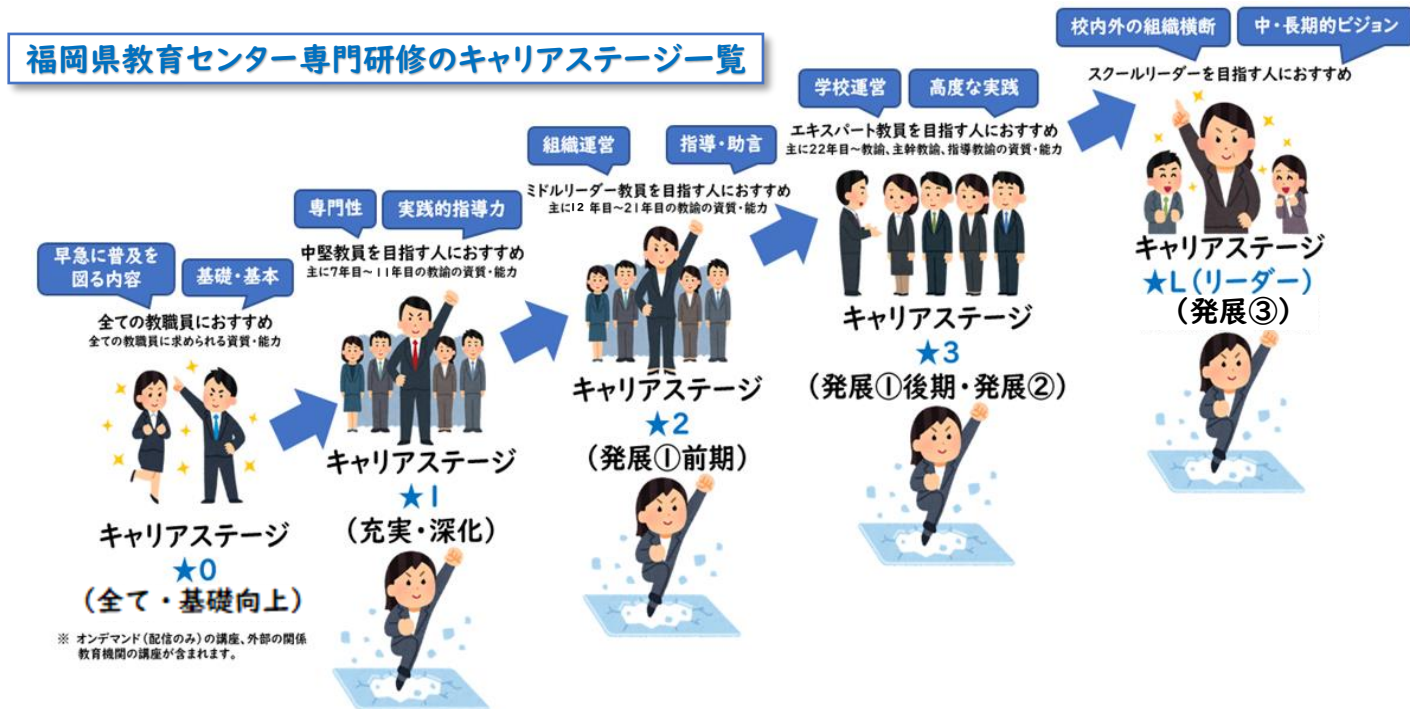 福岡県教育センター専門研修のキャリアステージ一覧
早急に普及を
図る内容
基礎・基本
全ての教職員におすすめ
全ての教職員に求められる資質・能力
キャリアステージ
★0
(全て・基礎向上)
※ オンデマンド(配信のみ)の講座、外部の関係
教育機関の講座が含まれます。
専門性
実践的指導力
中堅教員を目指す人におすすめ
主に7年目~11年目の教諭の資質・能力
キャリアステージ
★1
(充実・深化)
組織運営
指導・助言
ミドルリーダー教員を目指す人におすすめ
主に12 年目~21年目の教諭の資質・能力
キャリアステージ
★2
(発展①前期)
学校運営
高度な実践
エキスパート教員を目指す人におすすめ
主に22年目~教諭、主幹教諭、指導教諭の資質・能力
キャリアステージ
★3
(発展①後期・発展②)
校内外の組織横断
中・長期的ビジョン
スクールリーダーを目指す人におすすめ
キャリアステージ
★L(リーダー)
(発展③)